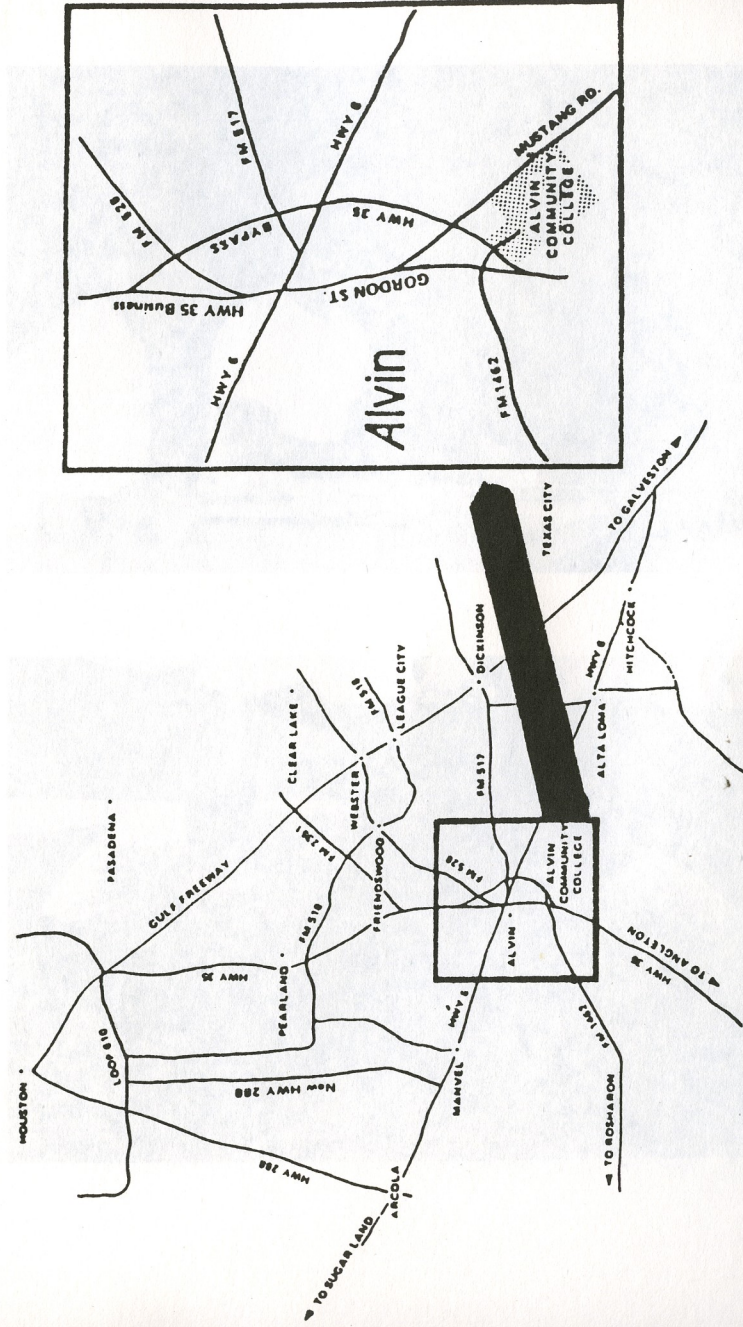 FM 528
FM 517
BYPASS
HWY 6
HWY 35 Business
HWY 35
MUSTANG RD.
GORDON ST.
ALVIN
COMMUNITY
COLLEGE
HWY 6
Alvin
FM 1462
HOUSTON
PASADENA
LOOP 610
GULF FREEWAY
CLEAR LAKE
HWY 35
HWY 288
New HWY 288
PEARLAND
FM 518
FM 2351
WEBSTER
FM 518
LEAGUE CITY
FRIENDSWOOD
FM 528
DICKINSON
FM 517
TEXAS CITY
TO SUGAR LAND
ARCOLA
MANVEL
HWY 6
ALVIN
ALVIN
COMMUNITY
COLLEGE
ALTA LOMA
HWY 6
HITCHCOCK
TO GALVESTON
FM 1462
TO ROSHARON
HWY 35
TO ANGLETON